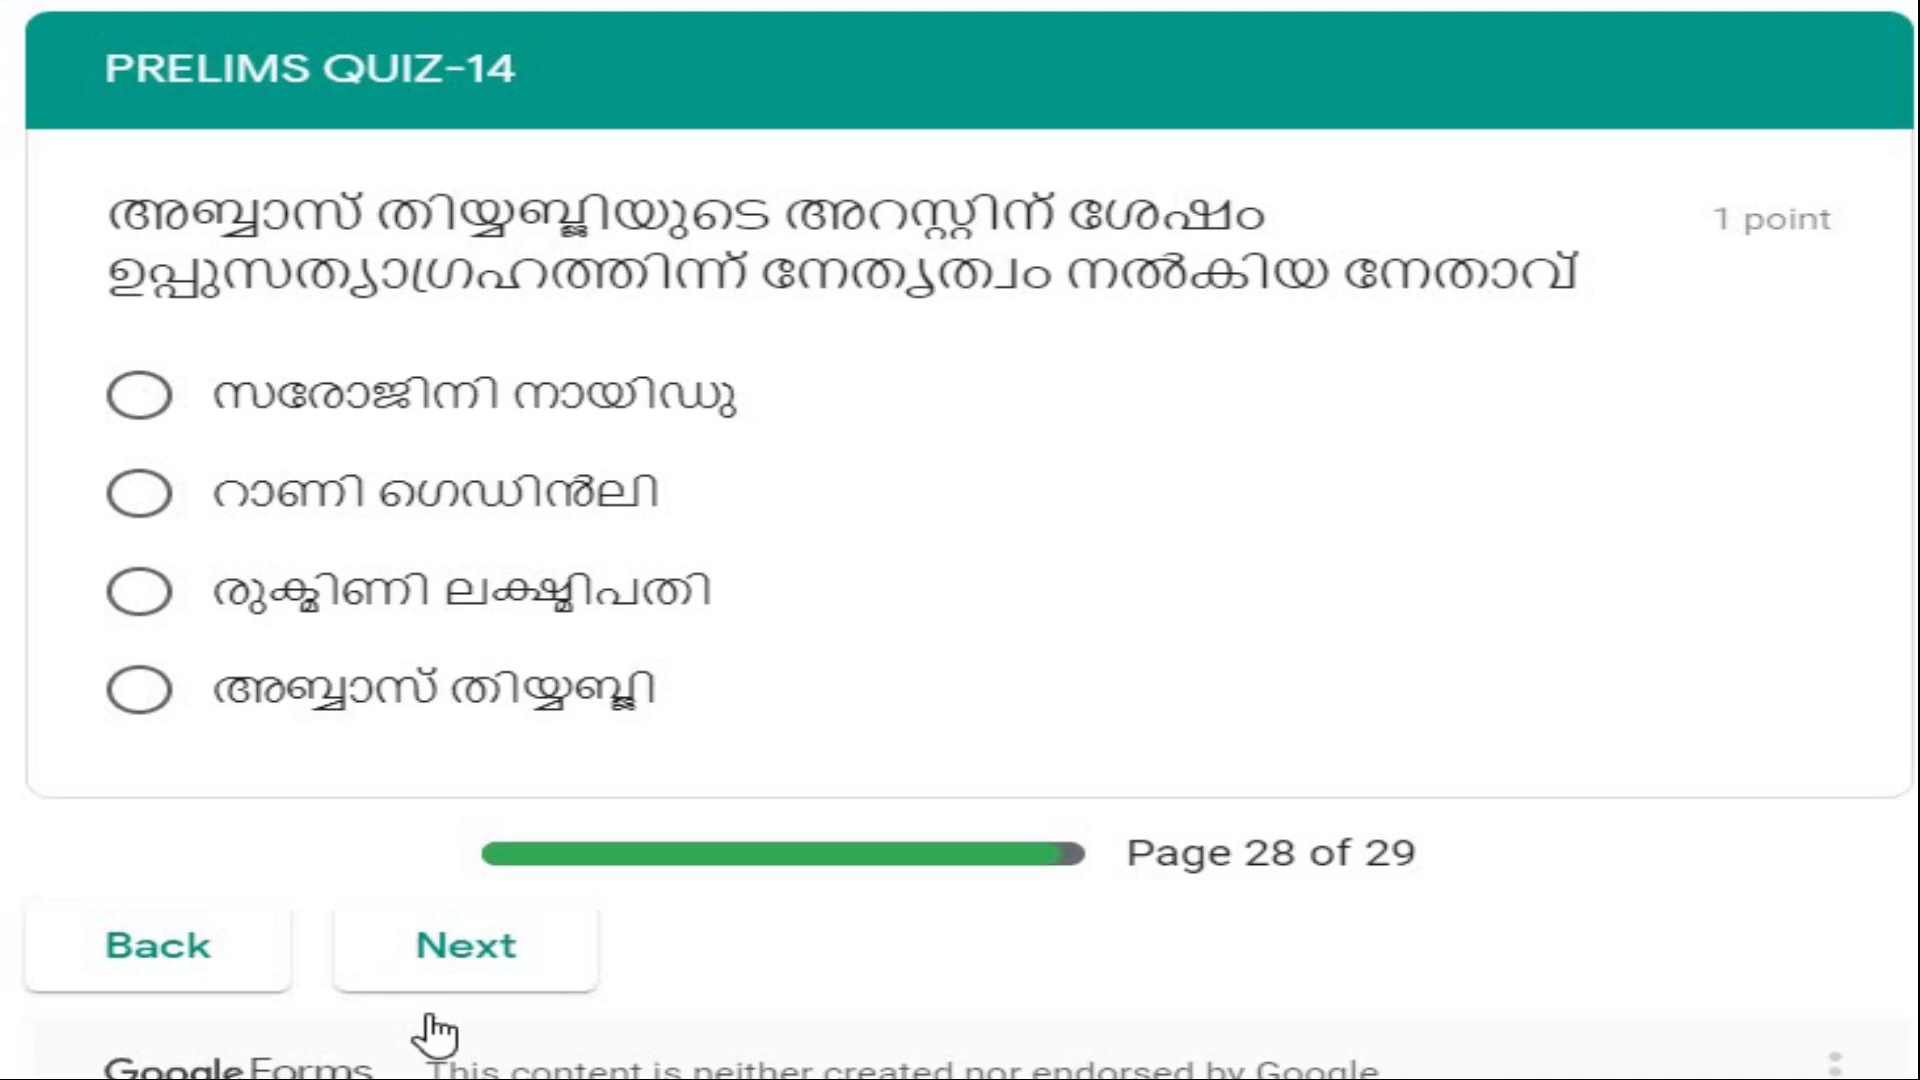 PRELIMS QUIZ-14
അബ്ബാസ് തിയ്യബ്ജിയുടെ അറസ്റ്റിന് ശേഷം
1 point
ഉപ്പുസത്യാഗ്രഹത്തിന്ന് നേതൃത്വം നൽകിയ നേതാവ്
സരോജിനി നായിഡു
റാണി ഗെഡിൻലി
രുക്മിണി ലക്ഷ്മിപതി
അബ്ബാസ് തിയ്യബ്ജി
Page 28 of 29
Back Next
Google Forms This content is neither created nor endorsed by Google